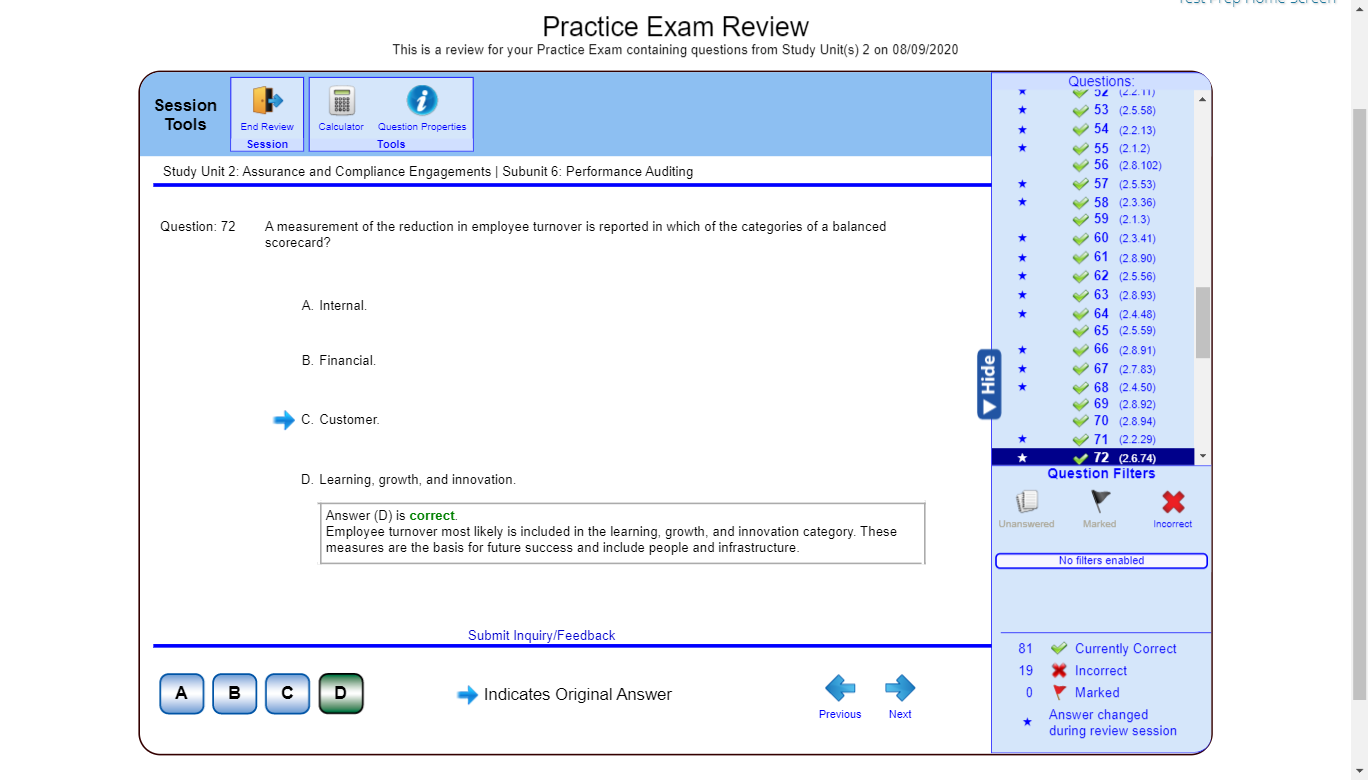 Test Prep Home Screen
Practice Exam Review
This is a review for your Practice Exam containing questions from Study Unit(s) 2 on 08/09/2020
Session
Tools
End Review
Session
Calculator
Question Properties
Tools
Study Unit 2: Assurance and Compliance Engagements | Subunit 6: Performance Auditing
Question: 72
A measurement of the reduction in employee turnover is reported in which of the categories of a balanced
scorecard?
A. Internal.
B. Financial.
C. Customer.
D. Learning, growth, and innovation.
Answer (D) is correct.
Employee turnover most likely is included in the learning, growth, and innovation category. These
measures are the basis for future success and include people and infrastructure.
Submit Inquiry/Feedback
A
B
C
D
Indicates Original Answer
Previous
Next
Questions:
52 (2.2.11)
53 (2.5.58)
54 (2.2.13)
55 (2.1.2)
56 (2.8.102)
57 (2.5.53)
58 (2.3.36)
59 (2.1.3)
60 (2.3.41)
61 (2.8.90)
62 (2.5.56)
63 (2.8.93)
64 (2.4.48)
65 (2.5.59)
66 (2.8.91)
67 (2.7.83)
68 (2.4.50)
69 (2.8.92)
70 (2.8.94)
71 (2.2.29)
72 (2.6.74)
Hide
Question Filters
Unanswered
Marked
Incorrect
No filters enabled
81 Currently Correct
19 Incorrect
0 Marked
Answer changed
during review session